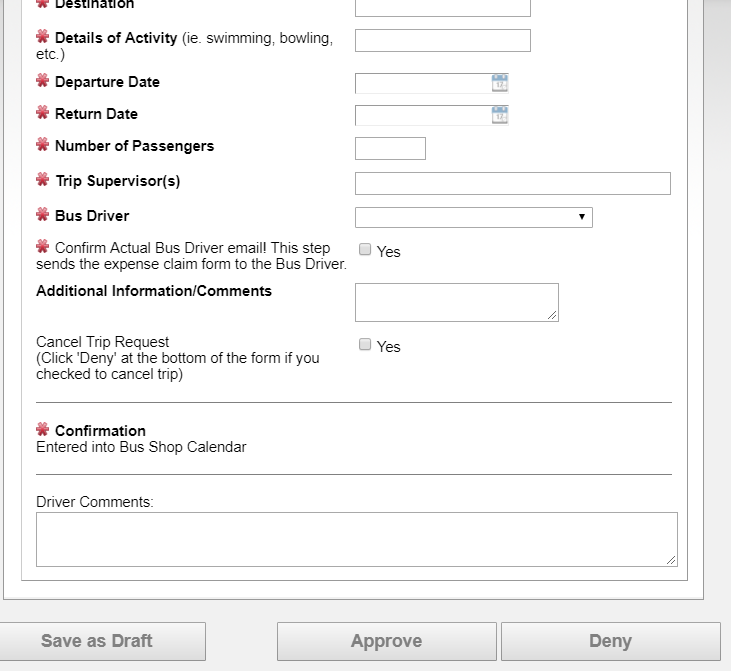 Destination
Details of Activity (ie. swimming, bowling,
etc.)
Departure Date
Return Date
Number of Passengers
Trip Supervisor(s)
Bus Driver
Confirm Actual Bus Driver email! This step
sends the expense claim form to the Bus Driver.
Yes
Additional Information/Comments
Cancel Trip Request
(Click 'Deny' at the bottom of the form if you
checked to cancel trip)
Yes
Confirmation
Entered into Bus Shop Calendar
Driver Comments:
Save as Draft
Approve
Deny